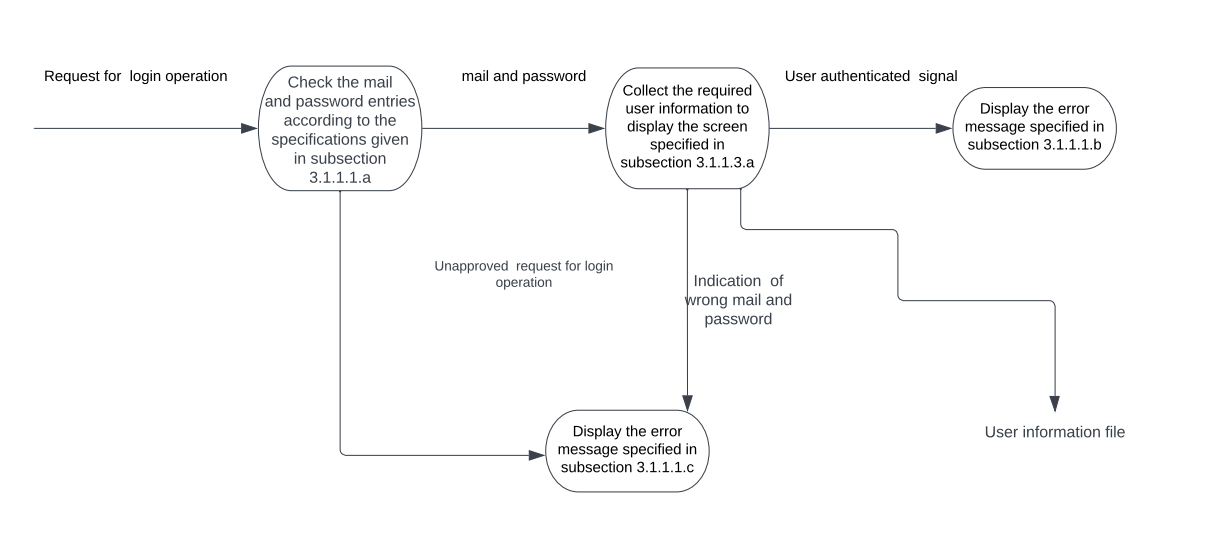 Request for  login operation
Check the mail
and password entries
according to the
specifications given
in subsection
3.1.1.1.a
mail and password
Collect the required
user information to
display the screen
specified in
subsection 3.1.1.3.a
User authenticated  signal
Display the error
message specified in
subsection 3.1.1.1.b
Unapproved  request for login
operation
Indication  of
wrong mail and
password
Display the error
message specified in
subsection 3.1.1.1.c
User information file